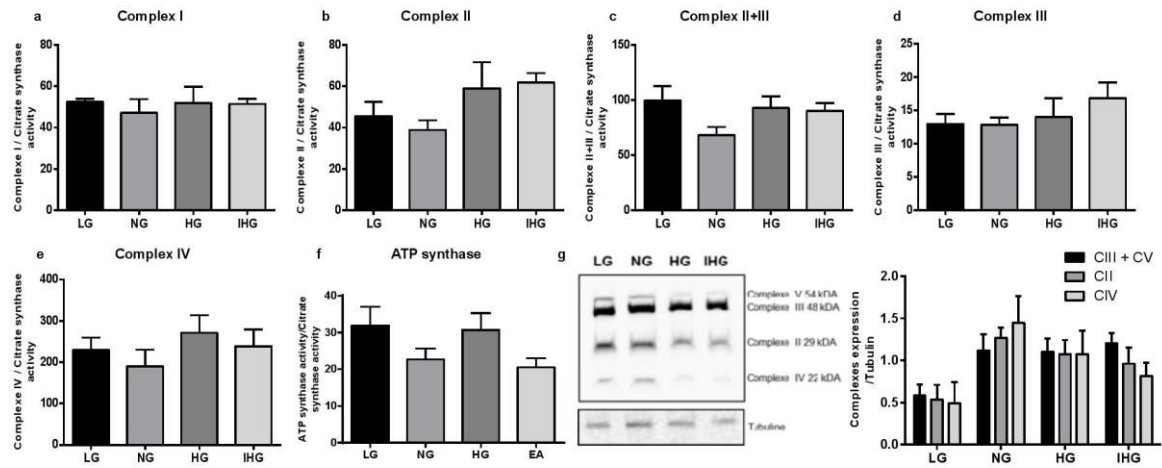 a Complex I
Complexe I / Citrate synthase
activity
80
60
40
20
0
LG NG HG IHG
b Complex II
Complexe II / Citrate synthase
activity
80
60
40
20
0
LG NG HG IHG
c Complex II+III
Complexe II+III / Citrate synthase
activity
150
100
50
0
LG NG HG IHG
d Complex III
Complexe III / Citrate synthase
activity
25
20
15
10
5
0
LG NG HG IHG
e Complex IV
Complexe IV / Citrate synthase
activity
400
300
200
100
0
LG NG HG IHG
f ATP synthase
ATP synthase activity/Citrate
synthase activity
40
30
20
10
0
LG NG HG EA
g LG NG HG IHG
Complexe V 54 kDA
Complexe III 48 kDA
Complexe II 29 kDA
Complexe IV 22 kDA
Tubuline
CIII + CV
CII
CIV
Complexes expression
/Tubulin
2.0
1.5
1.0
0.5
0.0
LG NG HG IHG